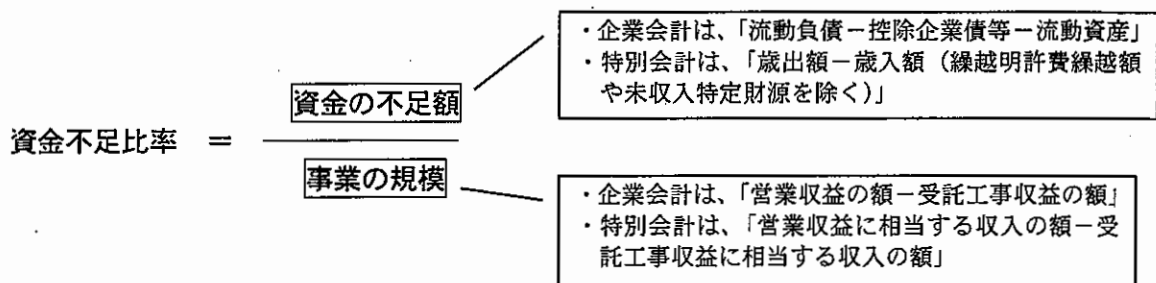 ・企業会計は、「流動負債－控除企業債等－流動資産」
・特別会計は、「歳出額－歳入額（繰越明許費繰越額
や未収入特定財源を除く）」
資金の不足額
資金不足比率 ＝
事業の規模
・企業会計は、「営業収益の額－受託工事収益の額」
・特別会計は、「営業収益に相当する収入の額－受
託工事収益に相当する収入の額」